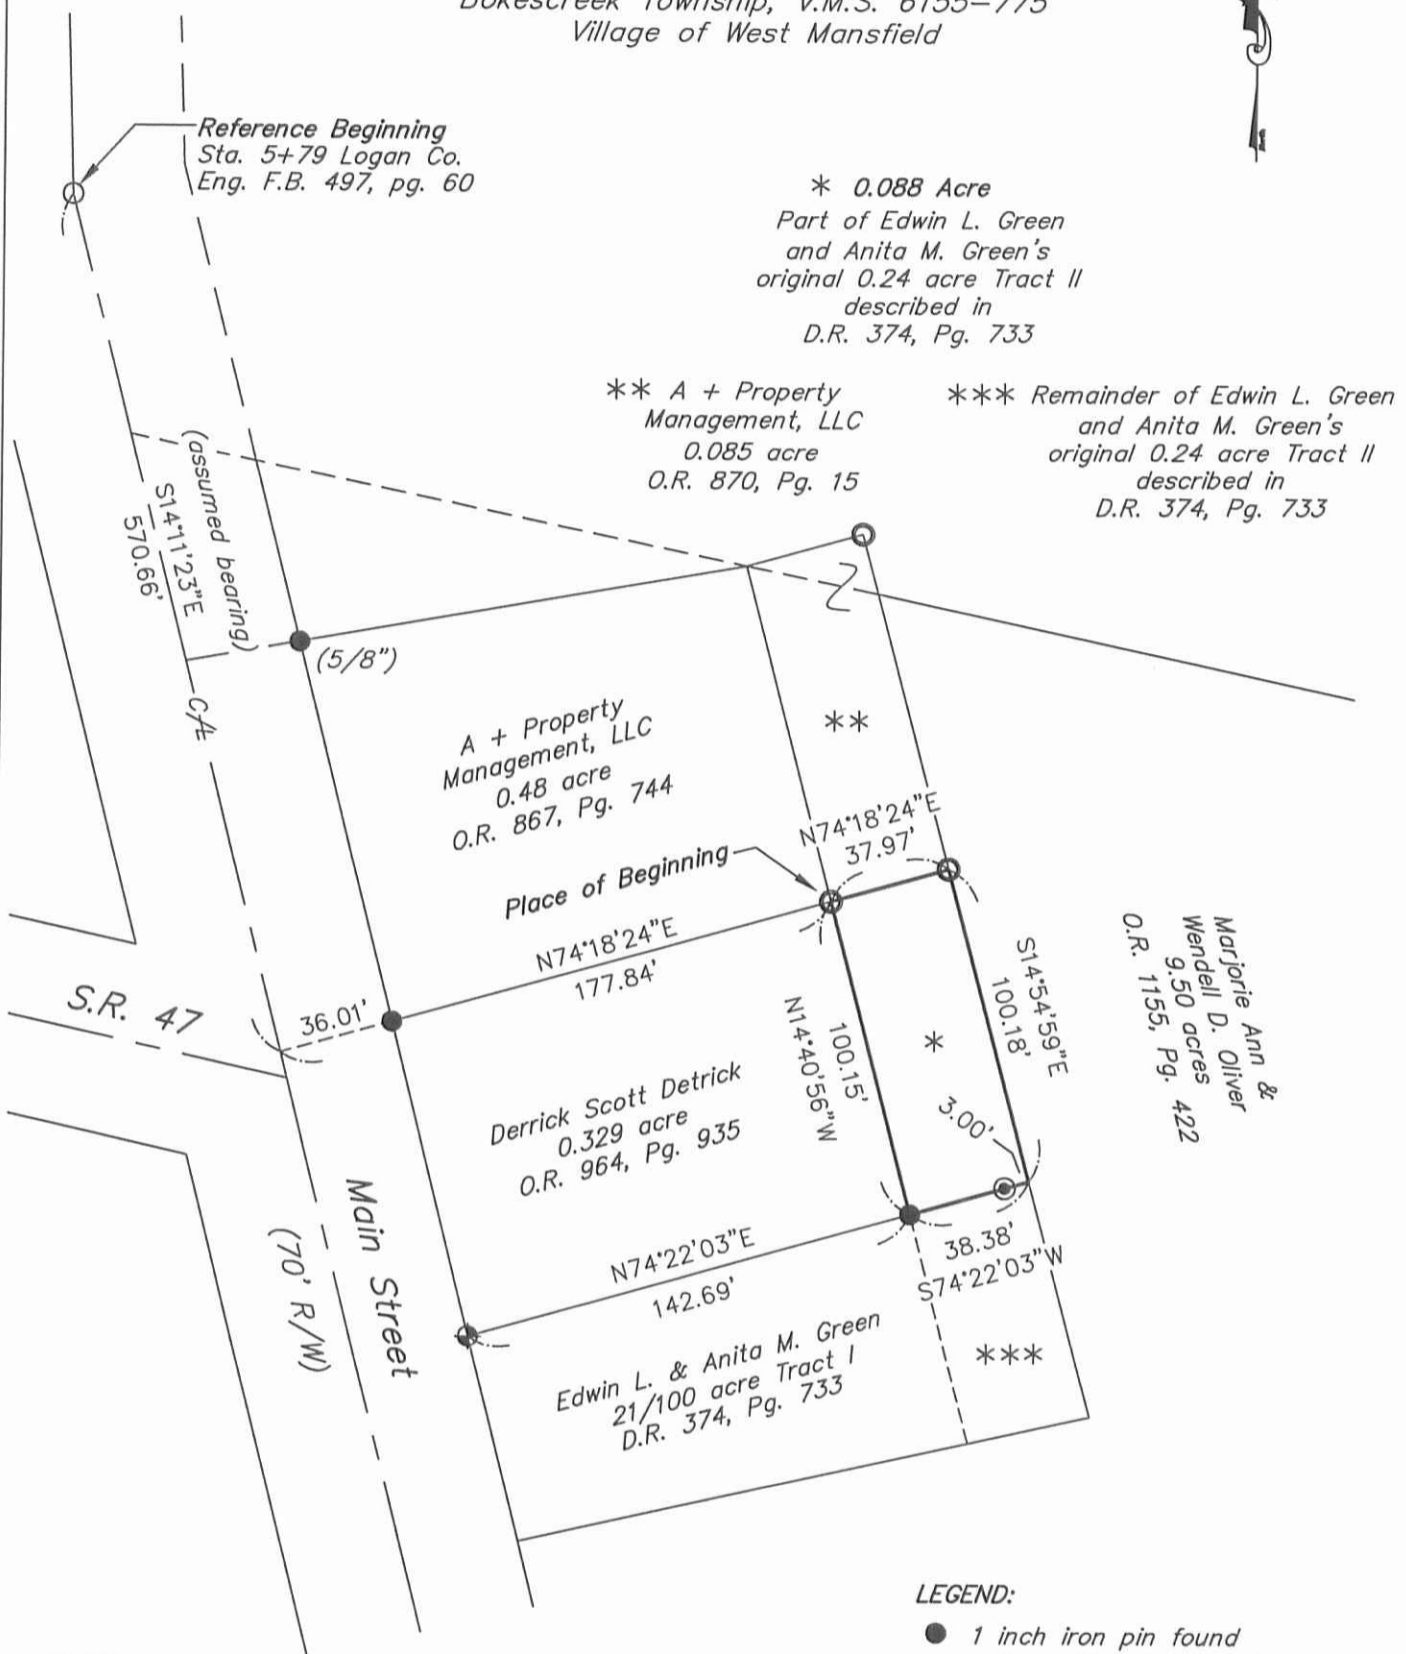 Bokescreek Township, V.M.S. 6155-775
Village of West Mansfield
Reference Beginning
Sta. 5+79 Logan Co.
Eng. F.B. 497, pg. 60
* 0.088 Acre
Part of Edwin L. Green
and Anita M. Green's
original 0.24 acre Tract II
described in
D.R. 374, Pg. 733
** A + Property
Management, LLC
0.085 acre
O.R. 870, Pg. 15
*** Remainder of Edwin L. Green
and Anita M. Green's
original 0.24 acre Tract II
described in
D.R. 374, Pg. 733
(assumed bearing)
S14°11'23"E
570.66'
(5/8")
C/L
A + Property
Management, LLC
0.48 acre
O.R. 867, Pg. 744
**
N74°18'24"E
37.97'
Place of Beginning
N74°18'24"E
177.84'
S.R. 47
36.01'
Derrick Scott Detrick
0.329 acre
O.R. 964, Pg. 935
100.15'
N14°40'56"W
*
S14°54'59"E
100.18'
3.00'
Marjorie Ann &
Wendell D. Oliver
9.50 acres
O.R. 1155, Pg. 422
Main Street
(70' R/W)
N74°22'03"E
142.69'
38.38'
S74°22'03"W
Edwin L. & Anita M. Green
21/100 acre Tract I
D.R. 374, Pg. 733
***
LEGEND:
1 inch iron pin found